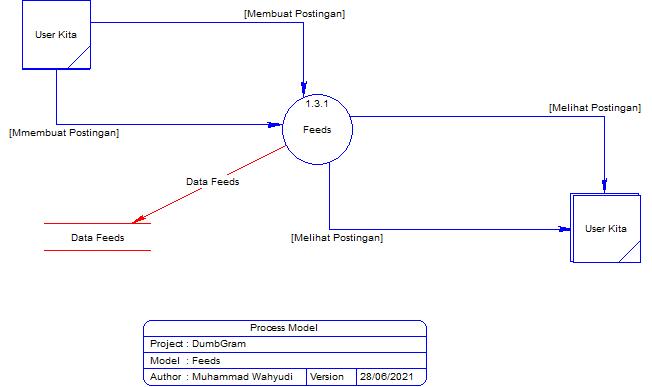 [Membuat Postingan]
User Kita
1.3.1
Feeds
[Melihat Postingan]
[Mmembuat Postingan]
Data Feeds
User Kita
Data Feeds
[Melihat Postingan]
Process Model
Project : DumbGram
Model : Feeds
Author : Muhammad Wahyudi Version 28/06/2021